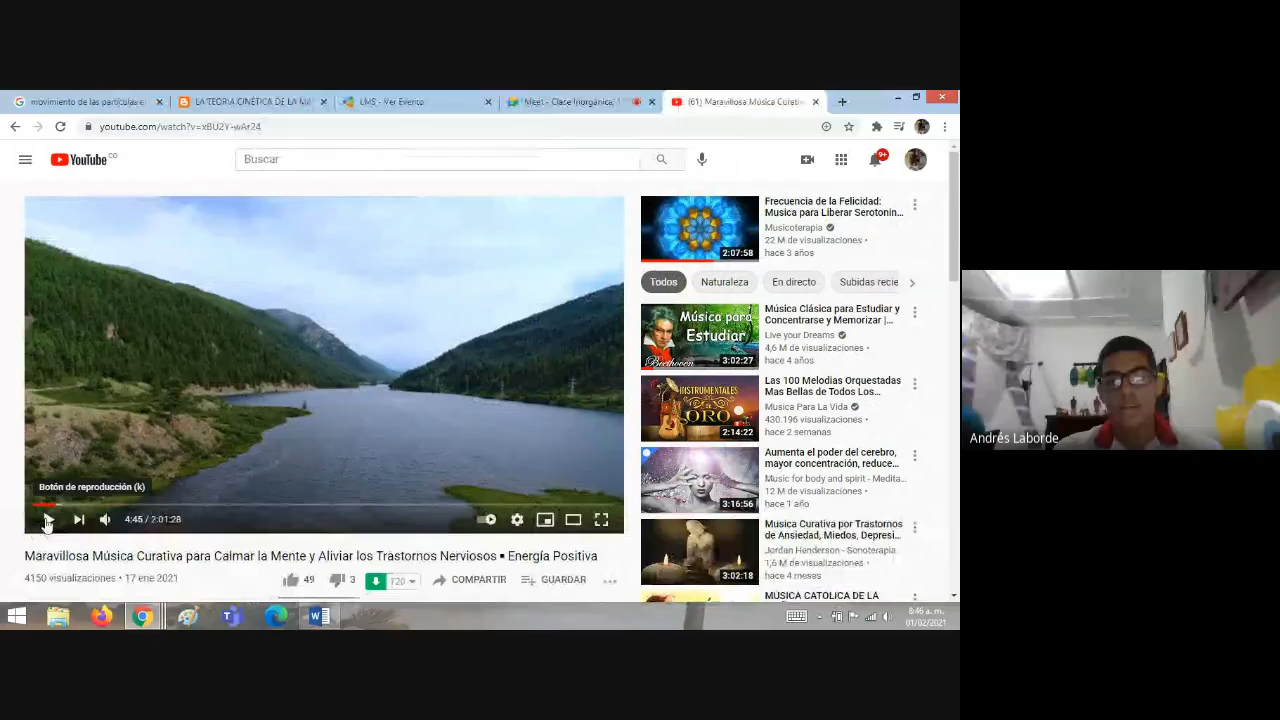 movimiento de las partículas e
LA TEORÍA CINÉTICA DE LA MA
LMS - Ver Evento
Meet - Clase Inorgánica,
(61) Maravillosa Música Curati
youtube.com/watch?v=xBU2Y-wAr24
YouTube CO
Buscar
9+
Frecuencia de la Felicidad:
Musica para Liberar Serotonin...
Musicoterapia
22 M de visualizaciones •
hace 3 años
2:07:58
Todos
Naturaleza
En directo
Subidas recie
Música para
Estudiar
Beethoven
3:02:27
Música Clásica para Estudiar y
Concentrarse y Memorizar |...
Live your Dreams
4,6 M de visualizaciones •
hace 4 años
INSTRUMENTALES
ORO
2:14:22
Las 100 Melodias Orquestadas
Mas Bellas de Todos Los...
Musica Para La Vida
430.196 visualizaciones •
hace 2 semanas
3:16:56
Aumenta el poder del cerebro,
mayor concentración, reduce...
Music for body and spirit - Medita...
12 M de visualizaciones •
hace 1 año
3:02:18
Musica Curativa por Trastornos
de Ansiedad, Miedos, Depresi...
Jordan Henderson - Sonoterapia
1,6 M de visualizaciones •
hace 4 meses
MÚSICA CATOLICA DE LA
Botón de reproducción (k)
4:45 / 2:01:28
Maravillosa Música Curativa para Calmar la Mente y Aliviar los Trastornos Nerviosos ▪ Energía Positiva
4150 visualizaciones • 17 ene 2021
49
3
720
COMPARTIR
GUARDAR
8:46 a. m.
01/02/2021
Andrés Laborde